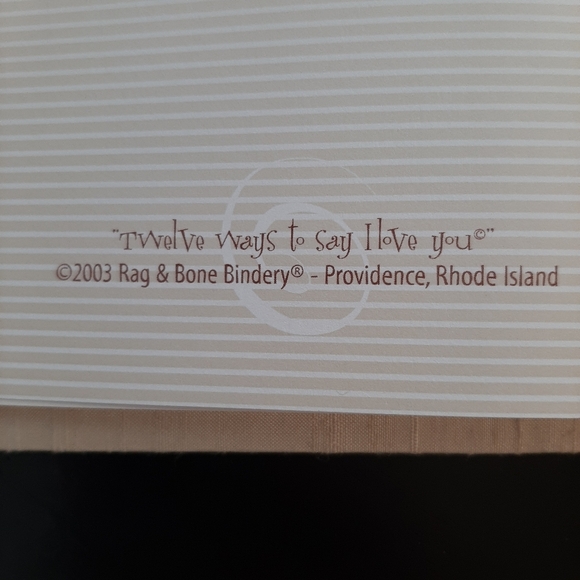 "Twelve ways to say I love you©"
©2003 Rag & Bone Bindery® - Providence, Rhode Island